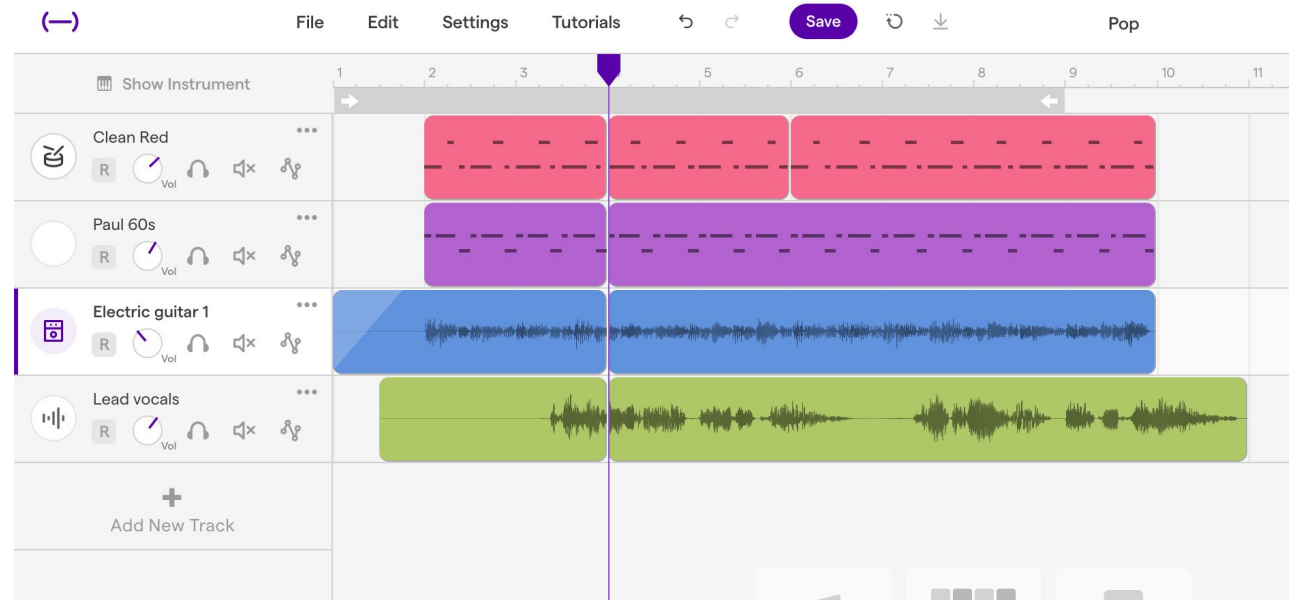 File Edit Settings Tutorials Save Pop
Show Instrument
1 2 3 5 6 7 8 9 10 11
Clean Red
R Vol
Paul 60s
R Vol
Electric guitar 1
R Vol
Lead vocals
R Vol
Add New Track